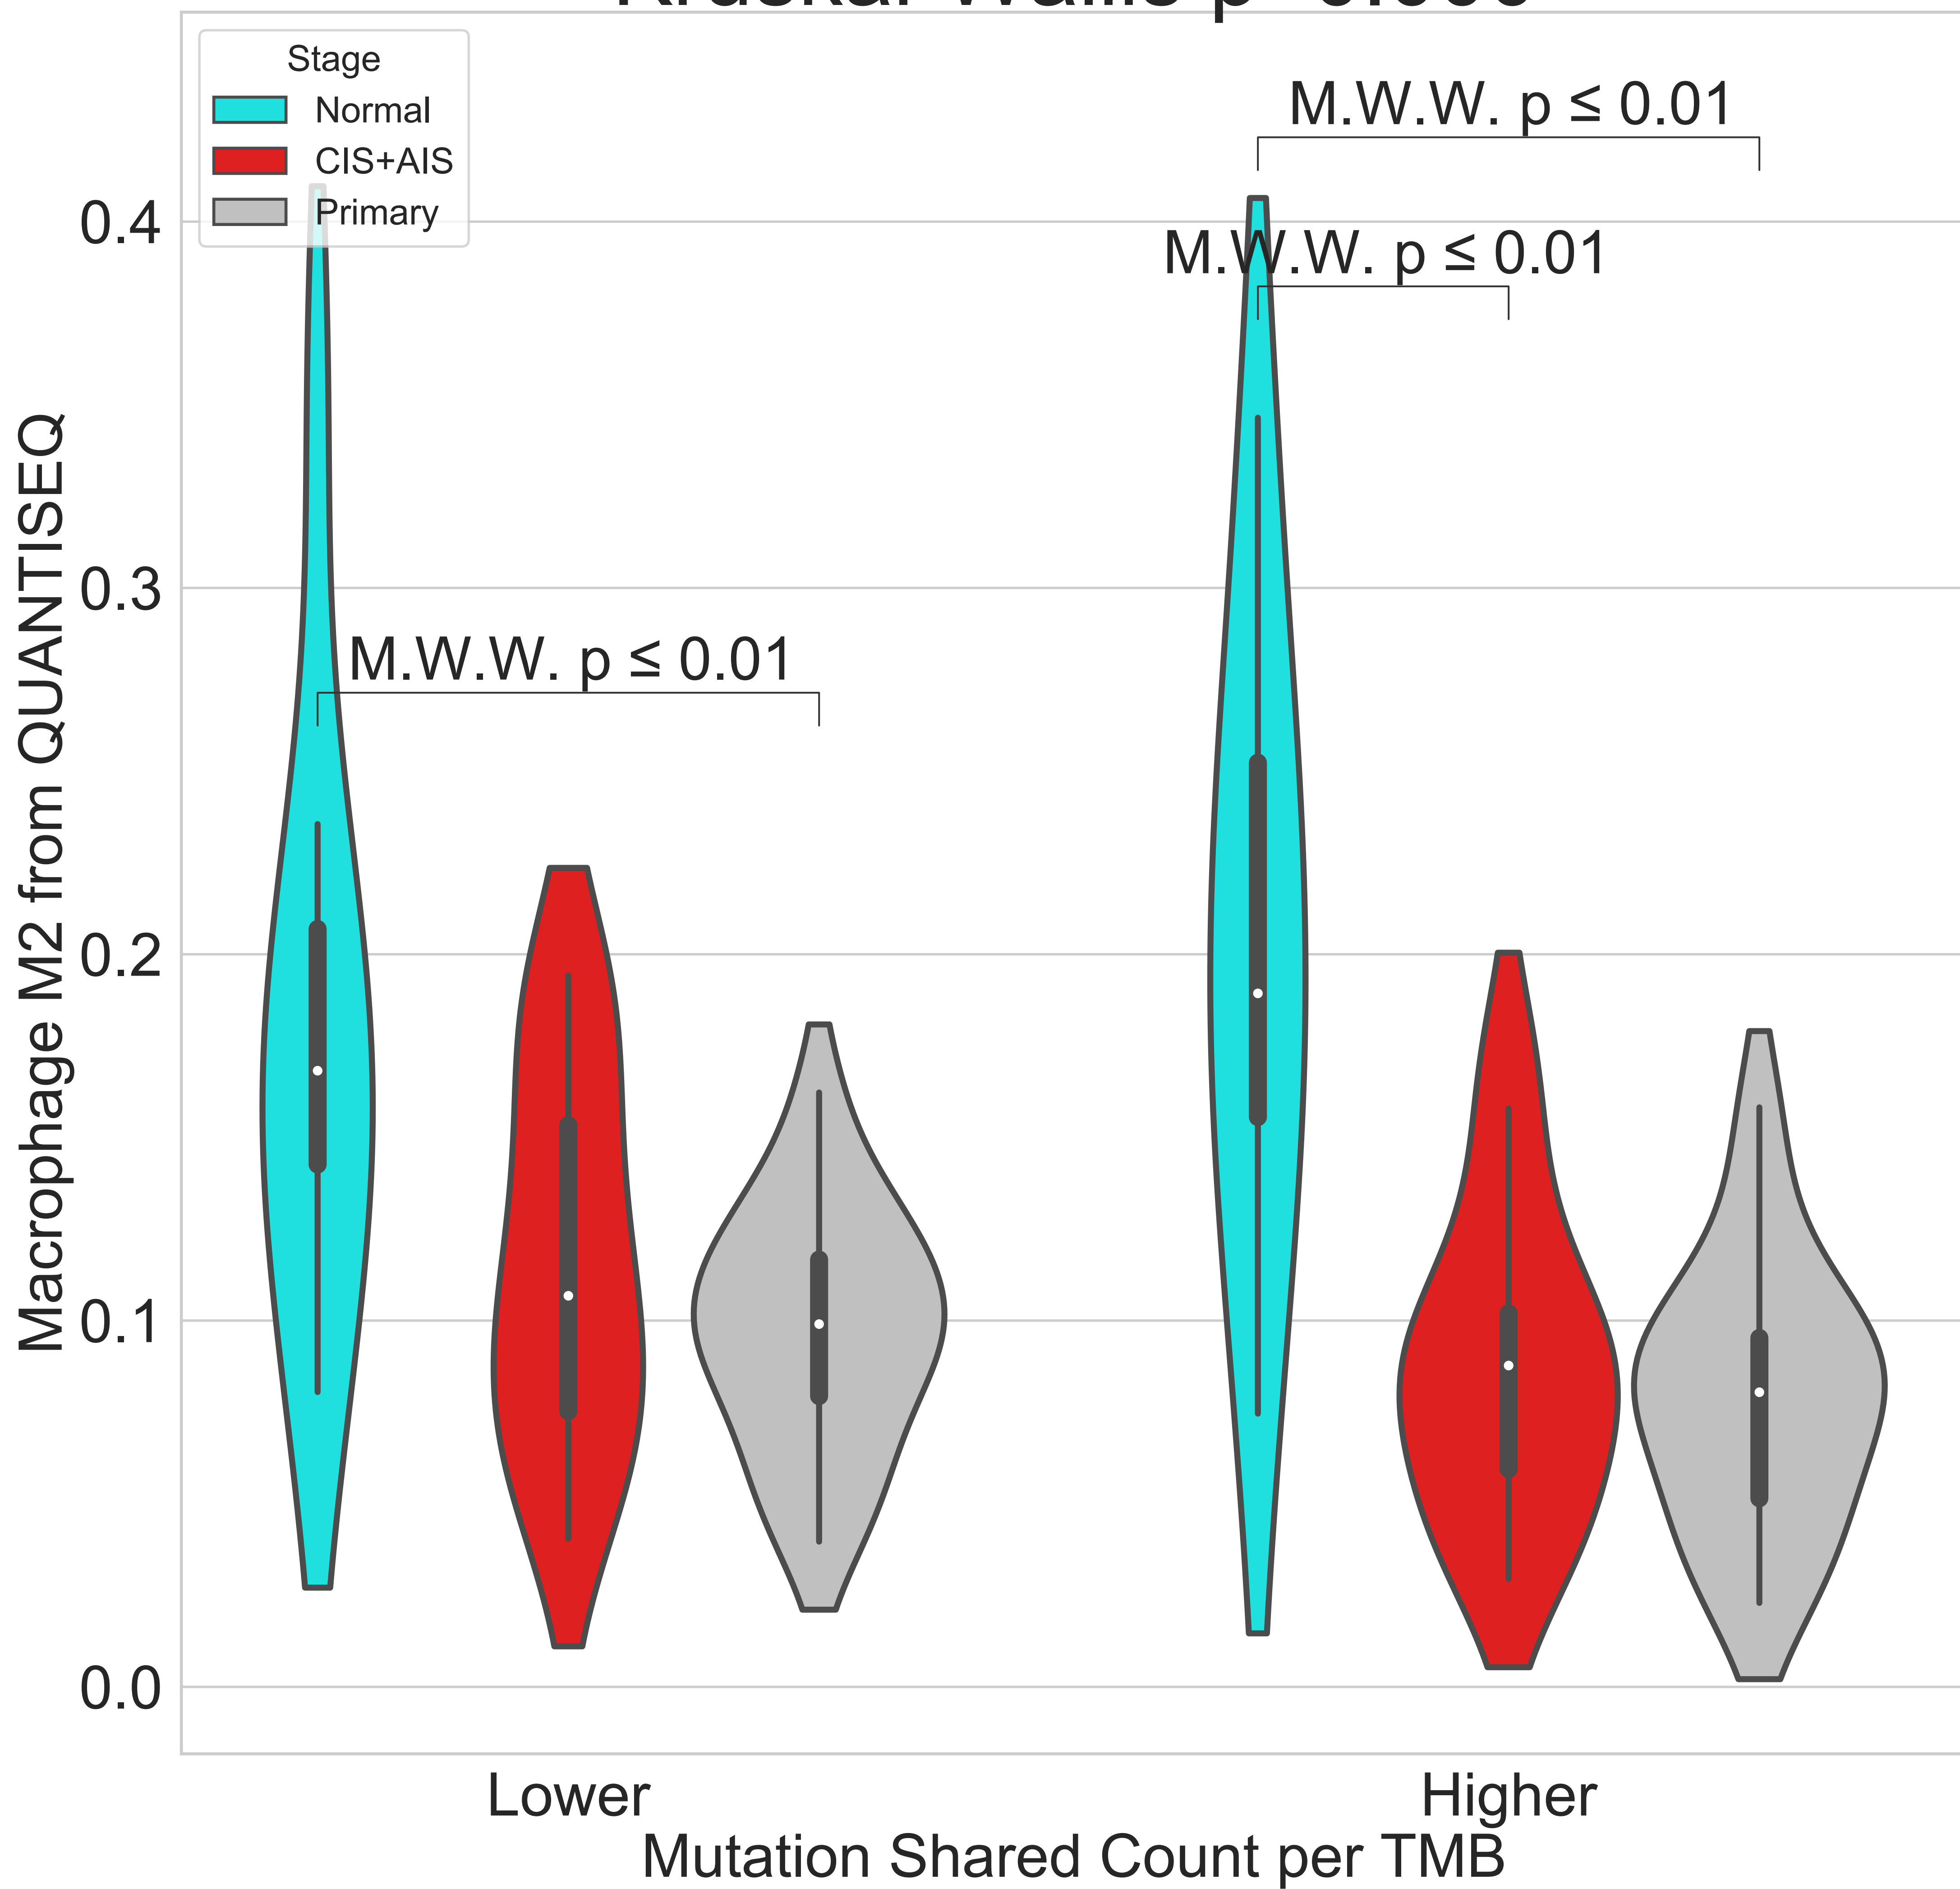 Stage
Normal
CIS+AIS
Primary
M.W.W. p ≤ 0.01
M.W.W. p ≤ 0.01
M.W.W. p ≤ 0.01
Macrophage M2 from QUANTISEQ
0.4
0.3
0.2
0.1
0.0
Lower
Higher
Mutation Shared Count per TMB